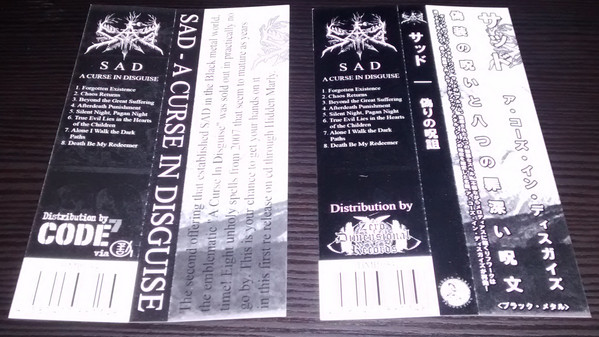 SAD
A CURSE IN DISGUISE
1. Forgotten Existence
2. Chaos Returns
3. Beyond the Great Suffering
4. Afterdeath Punishment
5. Silent Night, Pagan Night
6. True Evil Lies in the Hearts
of the Children
7. Alone I Walk the Dark
Paths
8. Death Be My Redeemer
Distribution by
CODE7
via
SAD - A CURSE IN DISGUISE
The second offering that established SAD in the Black metal world,
the emblematic "A Curse In Disguise" was sold out in practically no
time! Eight unholy spells from 2007 that seem to mature as years
go by. This is your chance to get your hands on it
in this first re release on cd through Hidden Marly.
SAD
A CURSE IN DISGUISE
1. Forgotten Existence
2. Chaos Returns
3. Beyond the Great Suffering
4. Afterdeath Punishment
5. Silent Night, Pagan Night
6. True Evil Lies in the Hearts
of the Children
7. Alone I Walk the Dark
Paths
8. Death Be My Redeemer
Distribution by
Zero
Dimensional
Records
サッド ― 偽りの呪詛
サッド
ア・コーズ・イン・ディスガイズ
偽装の呪いと八つの罪深い呪文
<ブラック・メタル>